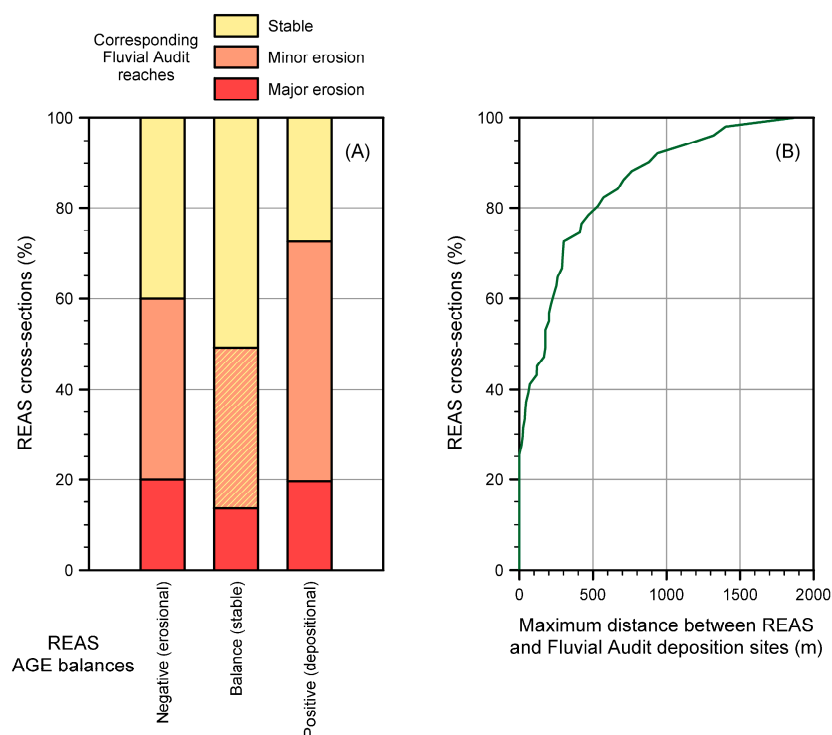 Corresponding
Fluvial Audit
reaches
Stable
Minor erosion
Major erosion
(A)
100
80
60
40
20
0
REAS cross-sections (%)
Negative (erosional)
Balance (stable)
Positive (depositional)
REAS
AGE balances
(B)
100
80
60
40
20
0
REAS cross-sections (%)
0
500
1000
1500
2000
Maximum distance between REAS
and Fluvial Audit deposition sites (m)